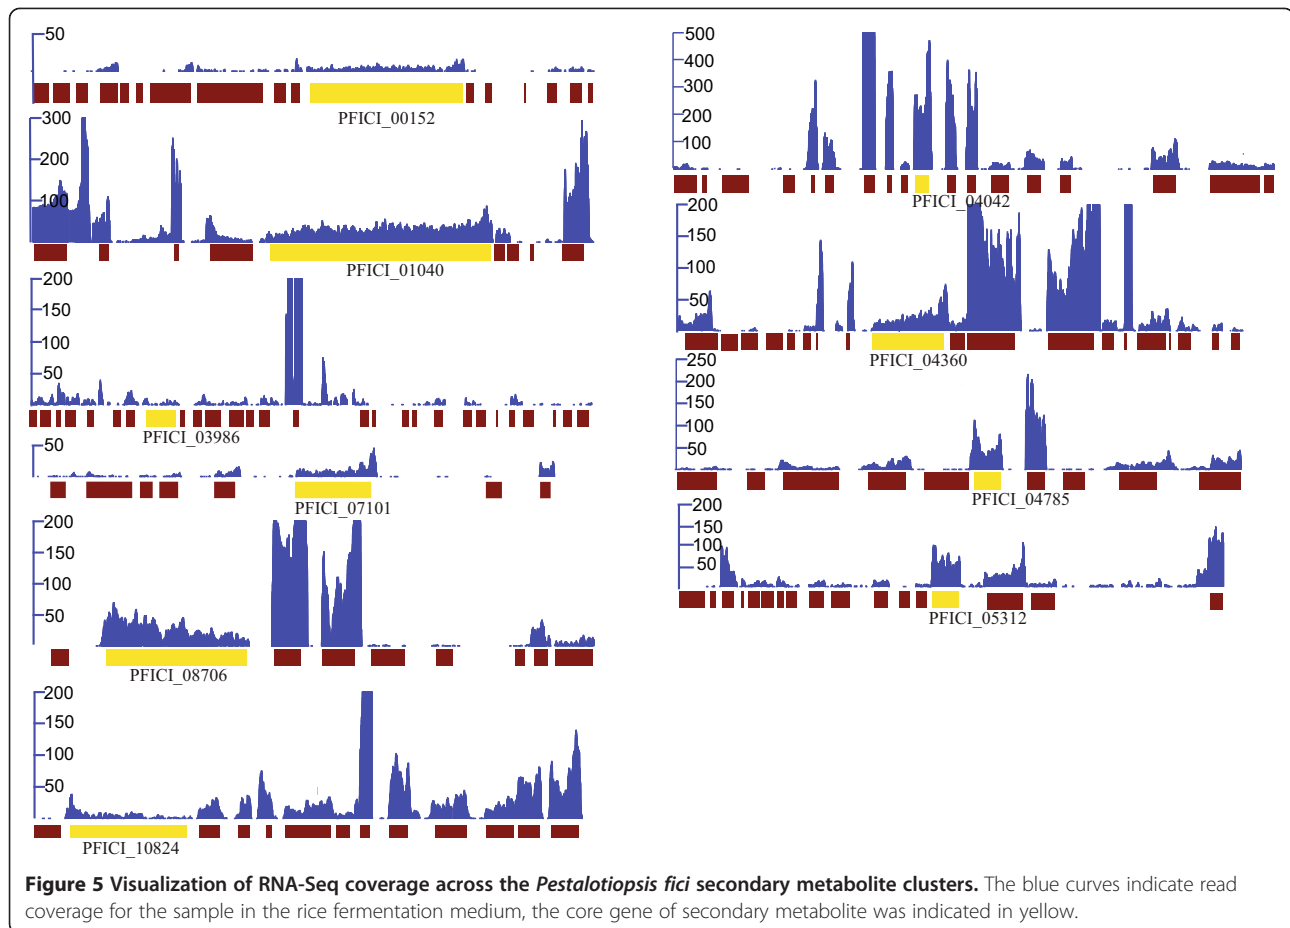 50
PFICI_00152
300
200
100
PFICI_01040
200
150
100
50
PFICI_03986
50
PFICI_07101
200
150
100
50
PFICI_08706
200
150
100
50
PFICI_10824
500
400
300
200
100
PFICI_04042
200
150
100
50
PFICI_04360
250
200
150
100
50
PFICI_04785
200
150
100
50
PFICI_05312
Figure 5 Visualization of RNA-Seq coverage across the Pestalotiopsis fici secondary metabolite clusters. The blue curves indicate read
coverage for the sample in the rice fermentation medium, the core gene of secondary metabolite was indicated in yellow.